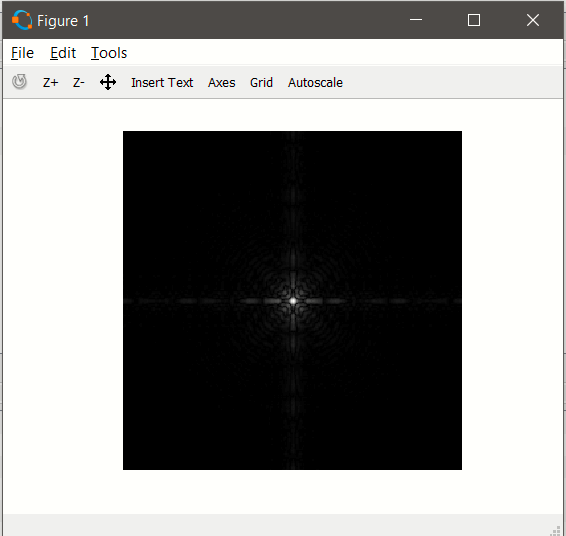 Figure 1
File Edit Tools
Z+ Z- Insert Text Axes Grid Autoscale